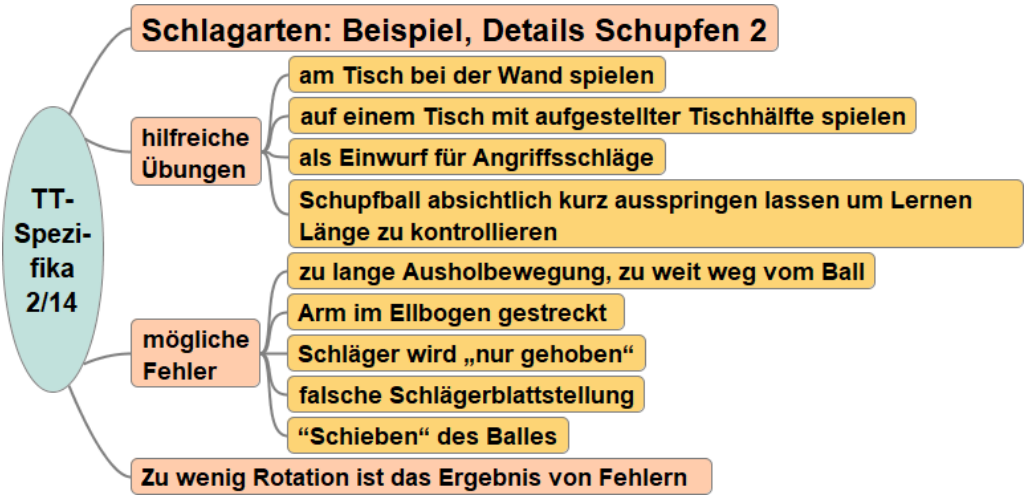 Schlagarten: Beispiel, Details Schupfen 2
TT-
Spezi-
fika
2/14
hilfreiche
Übungen
am Tisch bei der Wand spielen
auf einem Tisch mit aufgestellter Tischhälfte spielen
als Einwurf für Angriffsschläge
Schupfball absichtlich kurz ausspringen lassen um Lernen
Länge zu kontrollieren
mögliche
Fehler
zu lange Ausholbewegung, zu weit weg vom Ball
Arm im Ellbogen gestreckt
Schläger wird „nur gehoben“
falsche Schlägerblattstellung
“Schieben“ des Balles
Zu wenig Rotation ist das Ergebnis von Fehlern